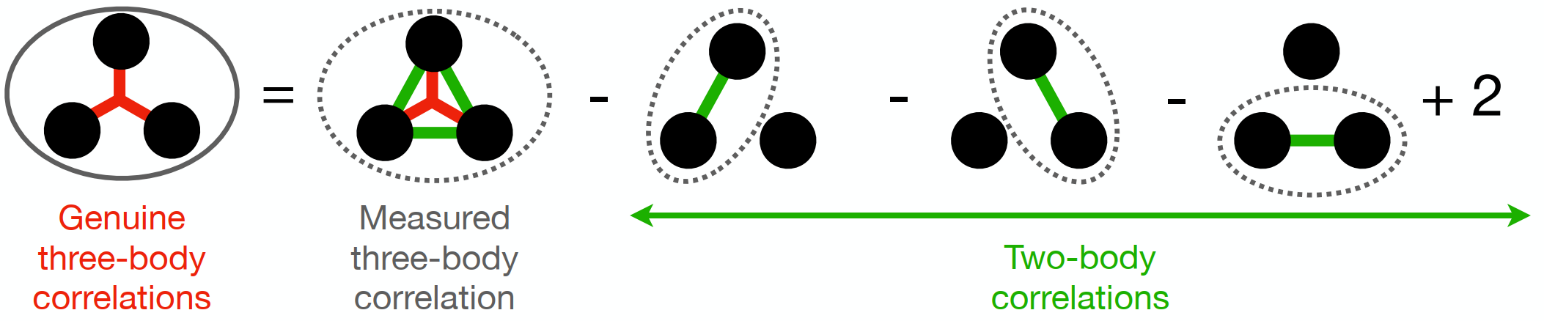 = - - - + 2
Genuine
three-body
correlations
Measured
three-body
correlation
Two-body
correlations